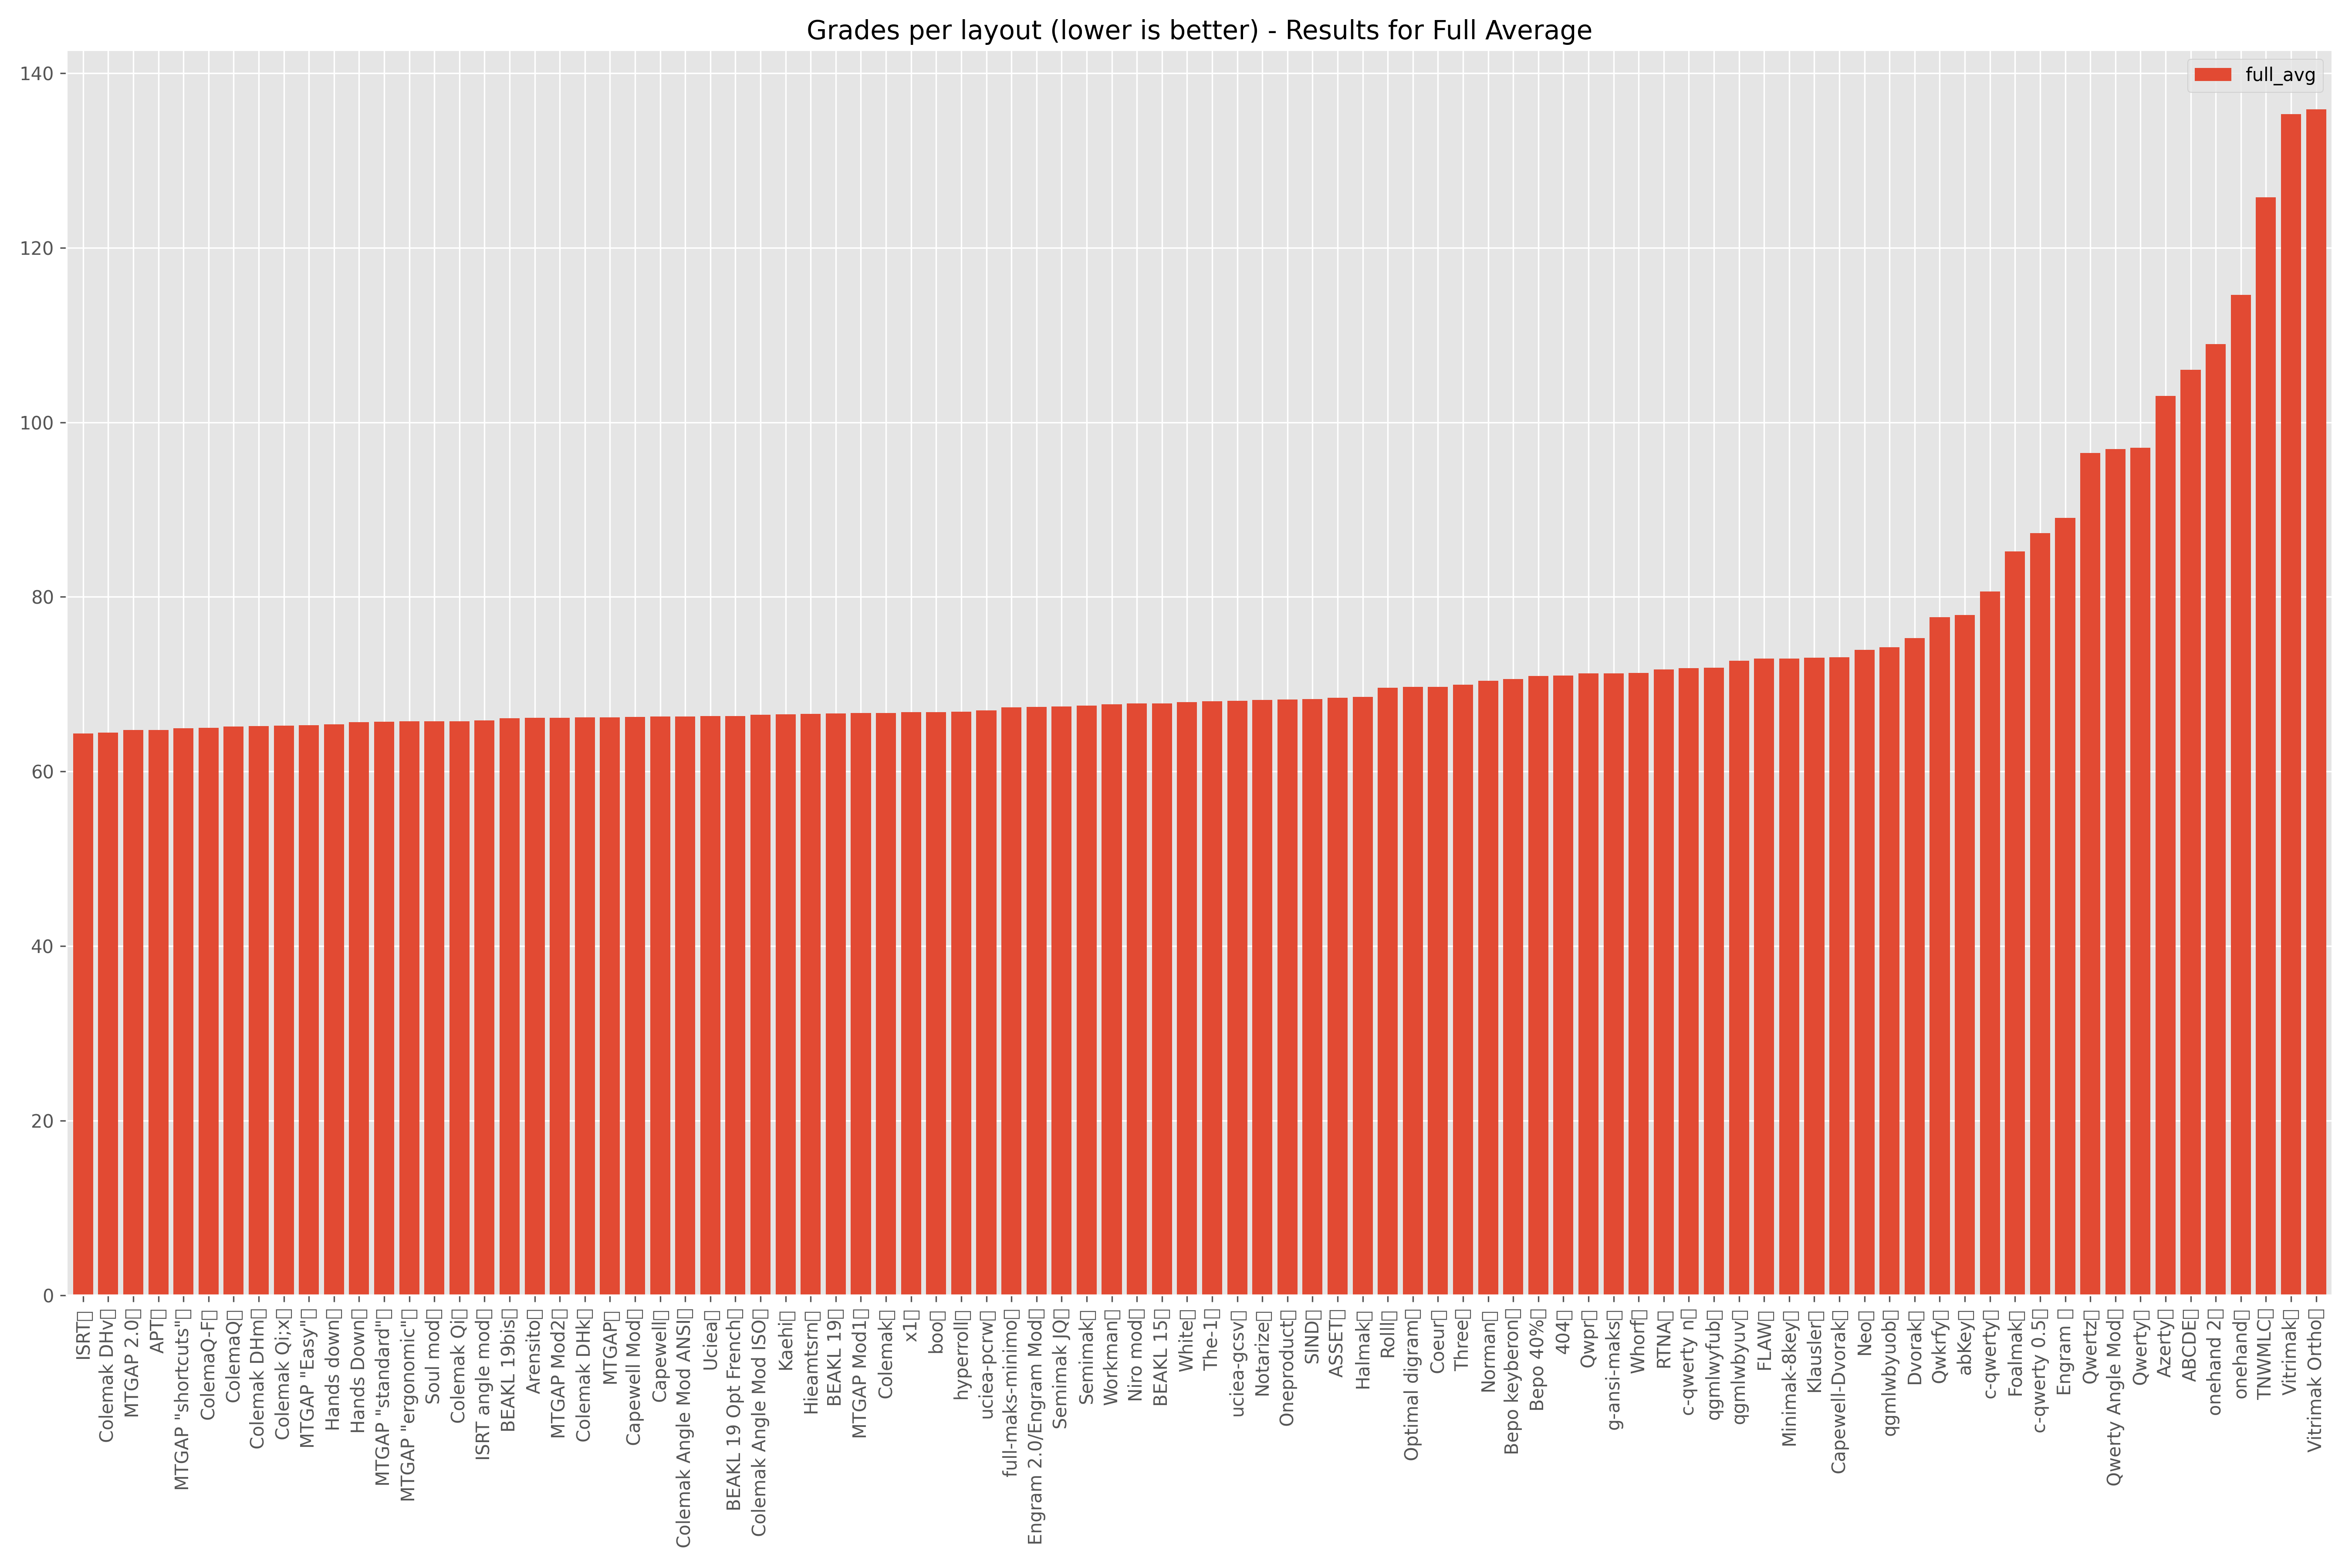 Grades per layout (lower is better) - Results for Full Average
full_avg
140
120
100
80
60
40
20
0
ISRT
Colemak DHv
MTGAP 2.0
APT
MTGAP "shortcuts"
ColemaQ-F
ColemaQ
Colemak DHm
Colemak Qi;x
MTGAP "Easy"
Hands down
Hands Down
MTGAP "standard"
MTGAP "ergonomic"
Soul mod
Colemak Qi
ISRT angle mod
BEAKL 19bis
Arensito
MTGAP Mod2
Colemak DHk
MTGAP
Capewell Mod
Capewell
Colemak Angle Mod ANSI
Uciea
BEAKL 19 Opt French
Colemak Angle Mod ISO
Kaehi
Hieamtsrn
BEAKL 19
MTGAP Mod1
Colemak
x1
boo
hyperroll
uciea-pcrw
full-maks-minimo
Engram 2.0/Engram Mod
Semimak JQ
Semimak
Workman
Niro mod
BEAKL 15
White
The-1
uciea-gcsv
Notarize
Oneproduct
SIND
ASSET
Halmak
Rolll
Optimal digram
Coeur
Three
Norman
Bepo keyberon
Bepo 40%
404
Qwpr
g-ansi-maks
Whorf
RTNA
c-qwerty n
qgmlwyfub
qgmlwbyuv
FLAW
Minimak-8key
Klausler
Capewell-Dvorak
Neo
qgmlwbyuob
Dvorak
Qwkrfy
abKey
c-qwerty
Foalmak
c-qwerty 0.5
Engram
Qwertz
Qwerty Angle Mod
Qwerty
Azerty
ABCDE
onehand 2
onehand
TNWMLC
Vitrimak
Vitrimak Ortho